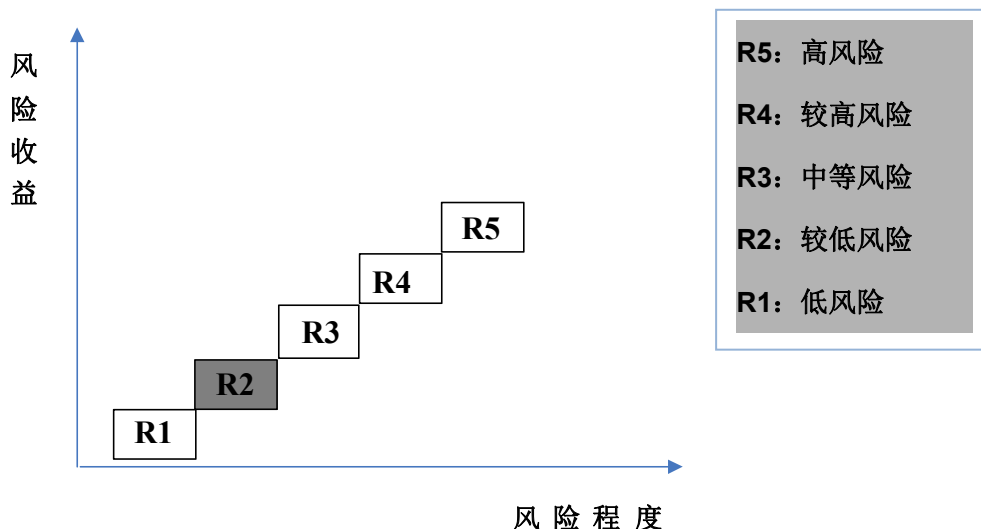 风
险
收
益
R5
R4
R3
R2
R1
风 险 程 度
R5：高风险
R4：较高风险
R3：中等风险
R2：较低风险
R1：低风险